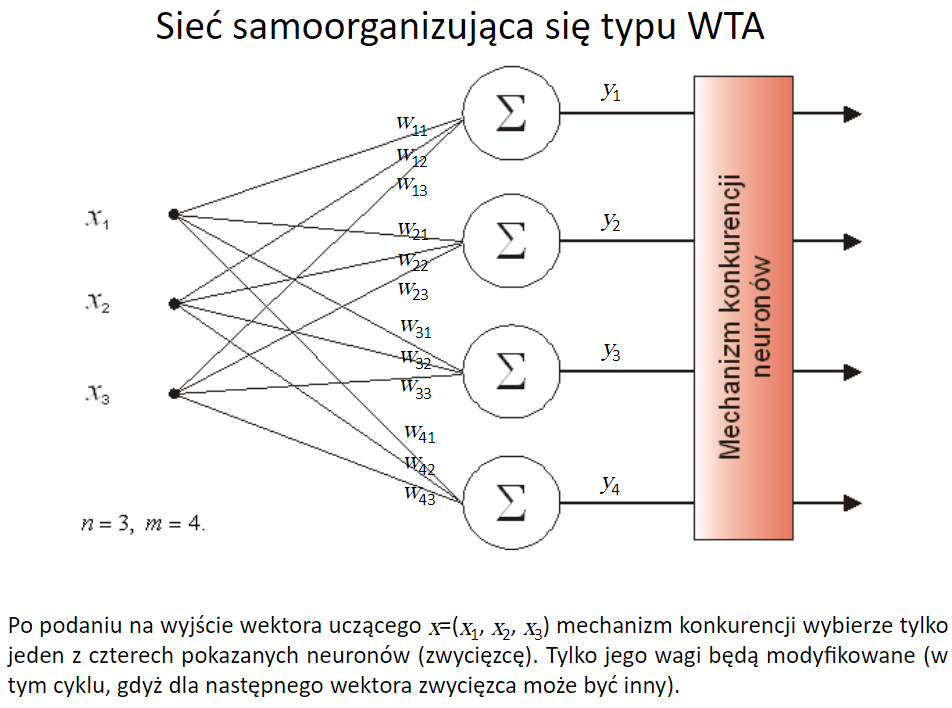 Sieć samoorganizująca się typu WTA
Σ
y1
w11
w12
w13
x1
Σ
y2
w21
w22
w23
x2
Σ
y3
w31
w32
w33
x3
Σ
y4
w41
w42
w43
Mechanizm konkurencji
neuronów
n = 3, m = 4.
Po podaniu na wyjście wektora uczącego x=(x1, x2, x3) mechanizm konkurencji wybierze tylko
jeden z czterech pokazanych neuronów (zwycięzcę). Tylko jego wagi będą modyfikowane (w
tym cyklu, gdyż dla następnego wektora zwycięzca może być inny).